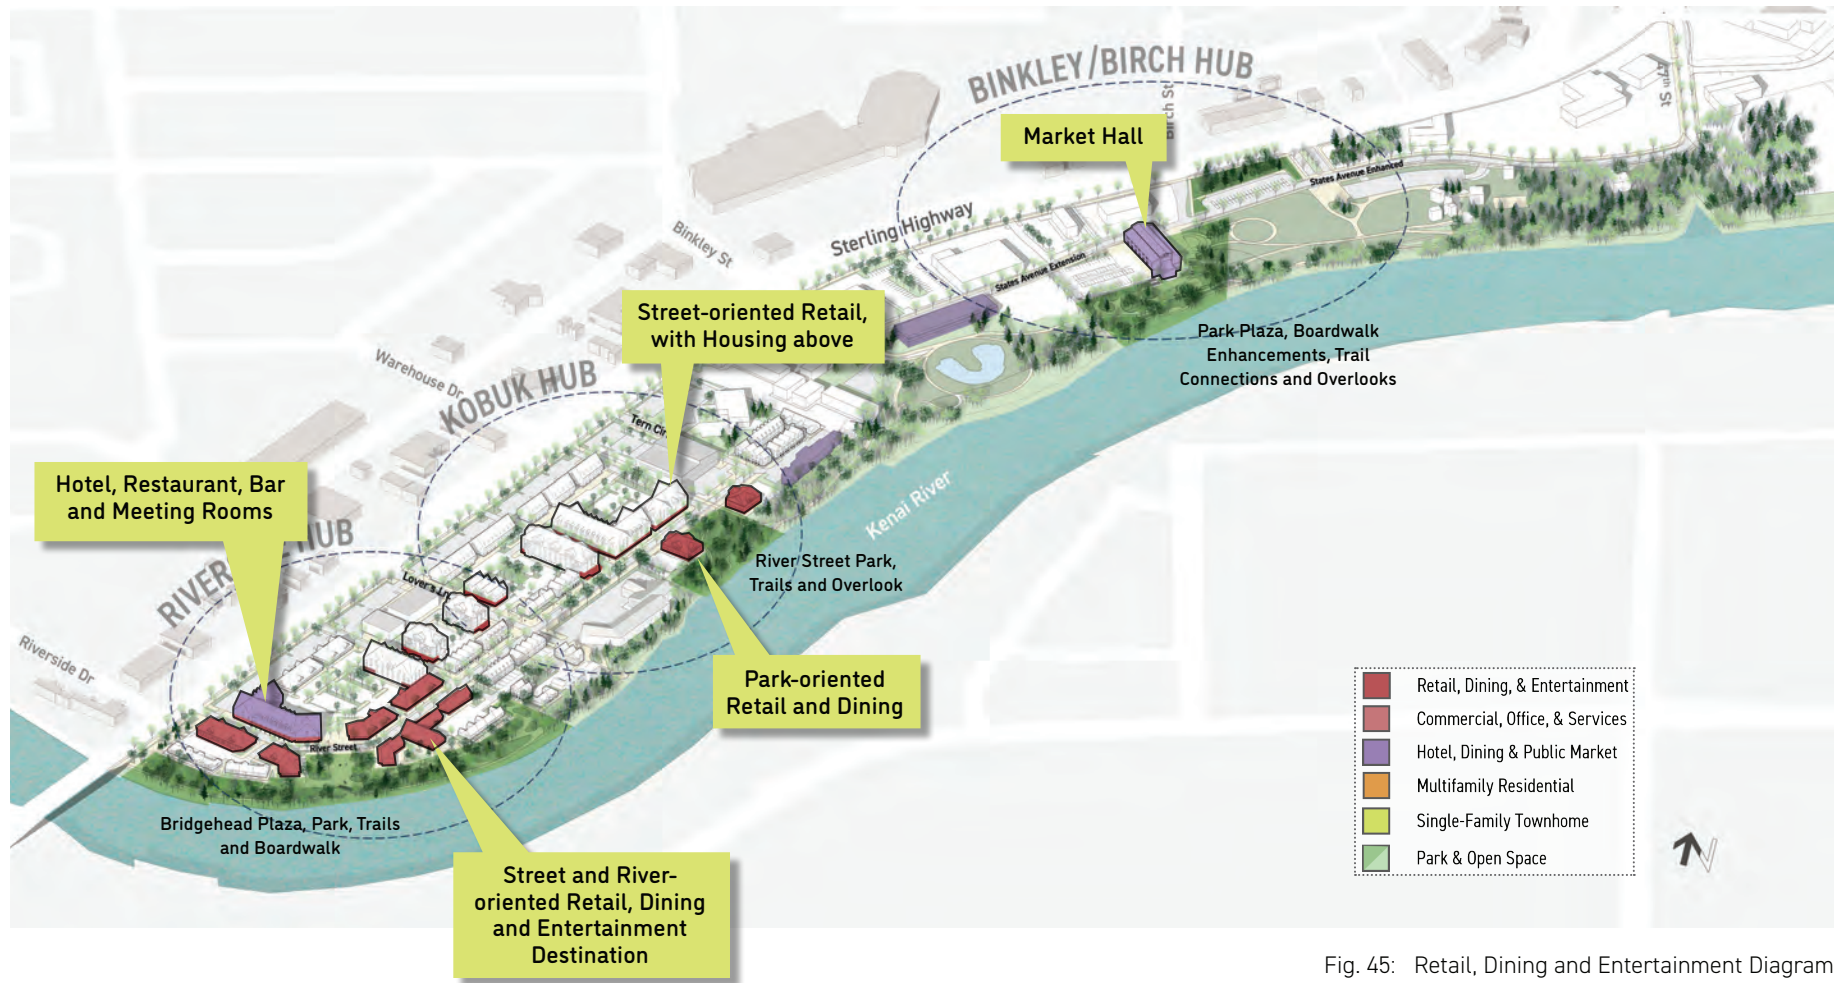 BINKLEY/BIRCH HUB
Birch St
St
Market Hall
States Avenue Enhanced
Sterling Highway
Binkley St
States Avenue Extension
Street-oriented Retail,
with Housing above
Park Plaza, Boardwalk
Enhancements, Trail
Connections and Overlooks
Warehouse Dr
KOBUK HUB
Tern Cir
Hotel, Restaurant, Bar
and Meeting Rooms
Kenai River
HUB
River Street Park,
Trails and Overlook
Lover's Ln
Riverside Dr
Park-oriented
Retail and Dining
River Street
Bridgehead Plaza, Park, Trails
and Boardwalk
Street and River-
oriented Retail, Dining
and Entertainment
Destination
Retail, Dining, & Entertainment
Commercial, Office, & Services
Hotel, Dining & Public Market
Multifamily Residential
Single-Family Townhome
Park & Open Space
N
Fig. 45: Retail, Dining and Entertainment Diagram